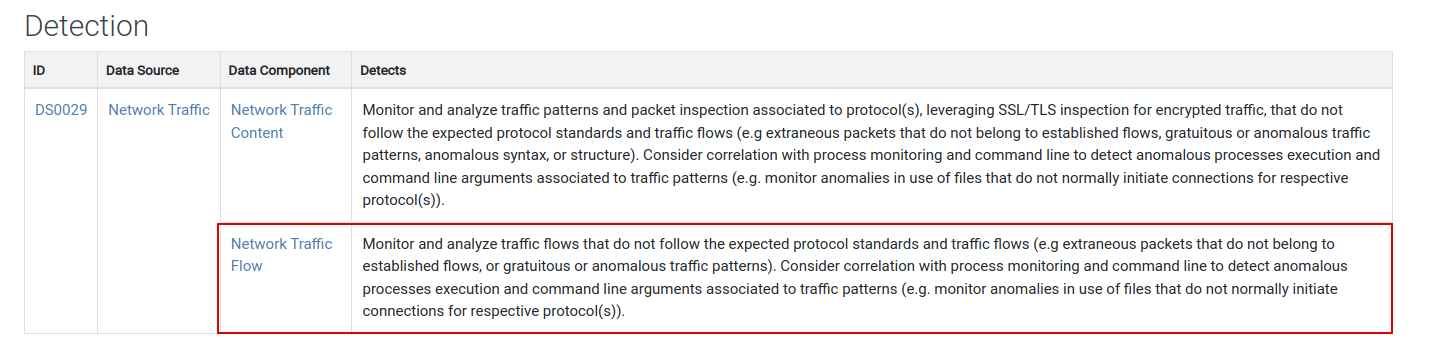 Detection
ID Data Source Data Component Detects
DS0029 Network Traffic Network Traffic Content Monitor and analyze traffic patterns and packet inspection associated to protocol(s), leveraging SSL/TLS inspection for encrypted traffic, that do not
follow the expected protocol standards and traffic flows (e.g extraneous packets that do not belong to established flows, gratuitous or anomalous traffic
patterns, anomalous syntax, or structure). Consider correlation with process monitoring and command line to detect anomalous processes execution and
command line arguments associated to traffic patterns (e.g. monitor anomalies in use of files that do not normally initiate connections for respective
protocol(s)).
Network Traffic Flow Monitor and analyze traffic flows that do not follow the expected protocol standards and traffic flows (e.g extraneous packets that do not belong to
established flows, or gratuitous or anomalous traffic patterns). Consider correlation with process monitoring and command line to detect anomalous
processes execution and command line arguments associated to traffic patterns (e.g. monitor anomalies in use of files that do not normally initiate
connections for respective protocol(s)).